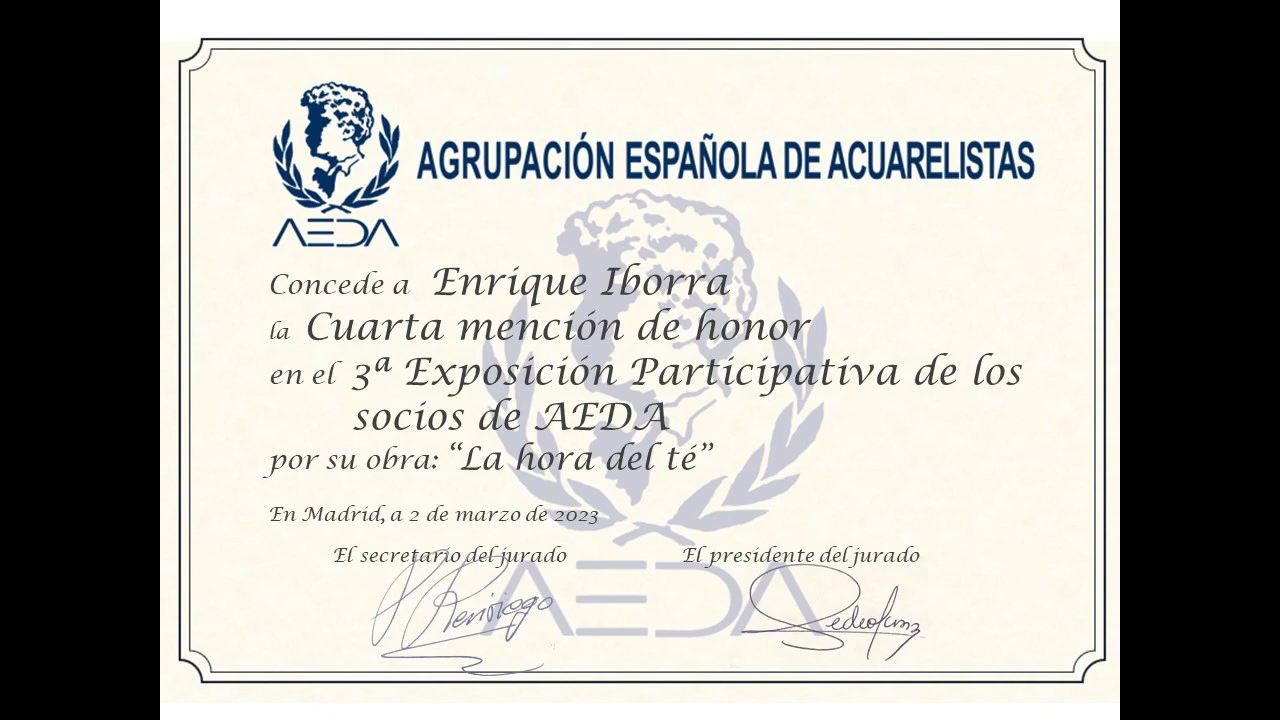 AGRUPACIÓN ESPAÑOLA DE ACUARELISTAS
AEDA
Concede a Enrique Iborra
la Cuarta mención de honor
en el 3ª Exposición Participativa de los
socios de AEDA
por su obra: “La hora del té”
En Madrid, a 2 de marzo de 2023
El secretario del jurado El presidente del jurado
AEDA